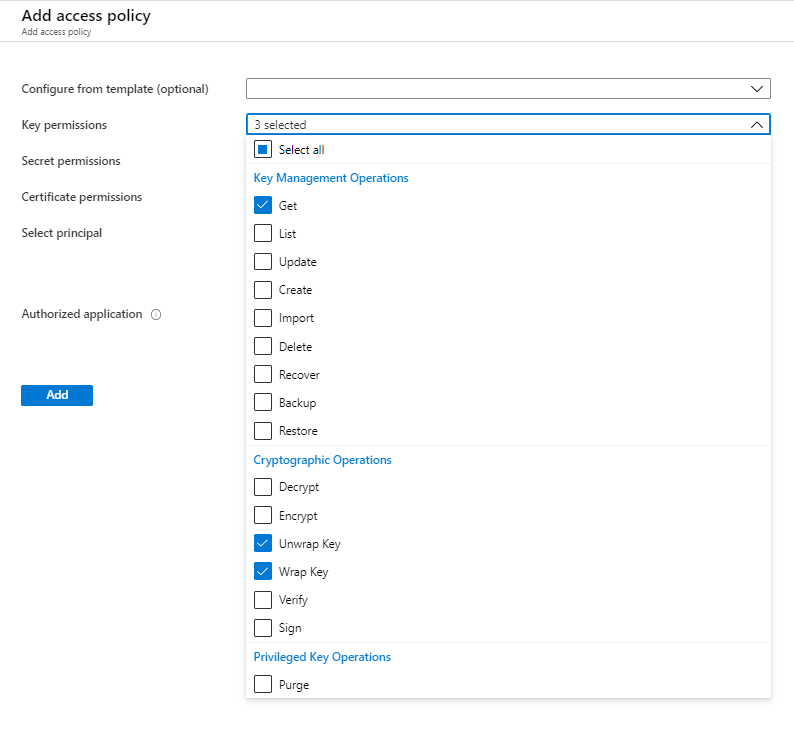 Add access policy
Add access policy
Configure from template (optional)
Key permissions
3 selected
Select all
Secret permissions
Key Management Operations
Certificate permissions
Get
Select principal
List
Update
Create
Authorized application
Import
Delete
Recover
Add
Backup
Restore
Cryptographic Operations
Decrypt
Encrypt
Unwrap Key
Wrap Key
Verify
Sign
Privileged Key Operations
Purge